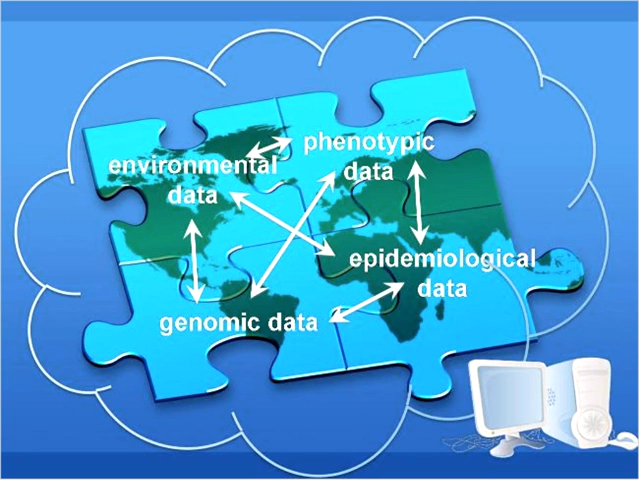 phenotypic
data
environmental
data
epidemiological
data
genomic data